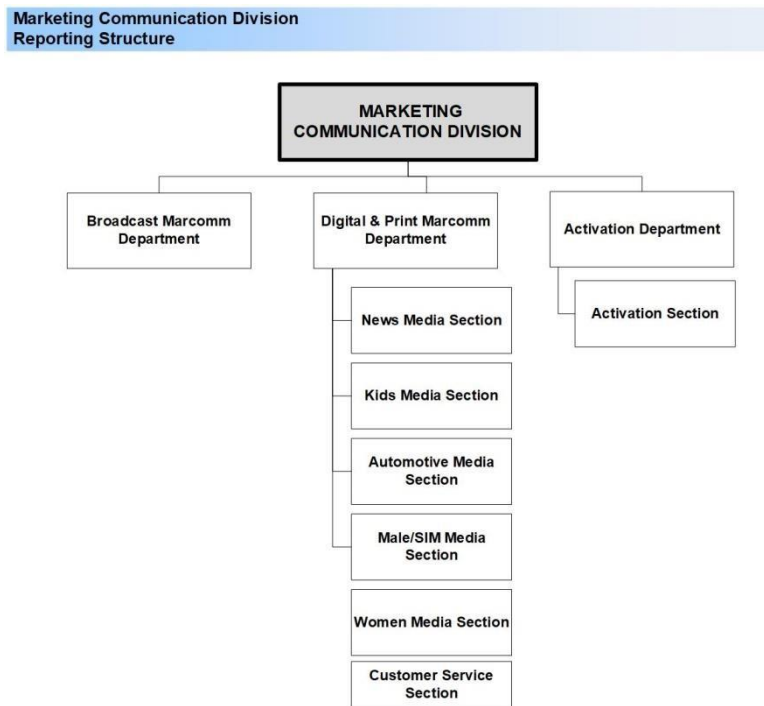 Marketing Communication Division
Reporting Structure
MARKETING
COMMUNICATION DIVISION
Broadcast Marcomm
Department
Digital & Print Marcomm
Department
Activation Department
News Media Section
Activation Section
Kids Media Section
Automotive Media
Section
Male/SIM Media
Section
Women Media Section
Customer Service
Section